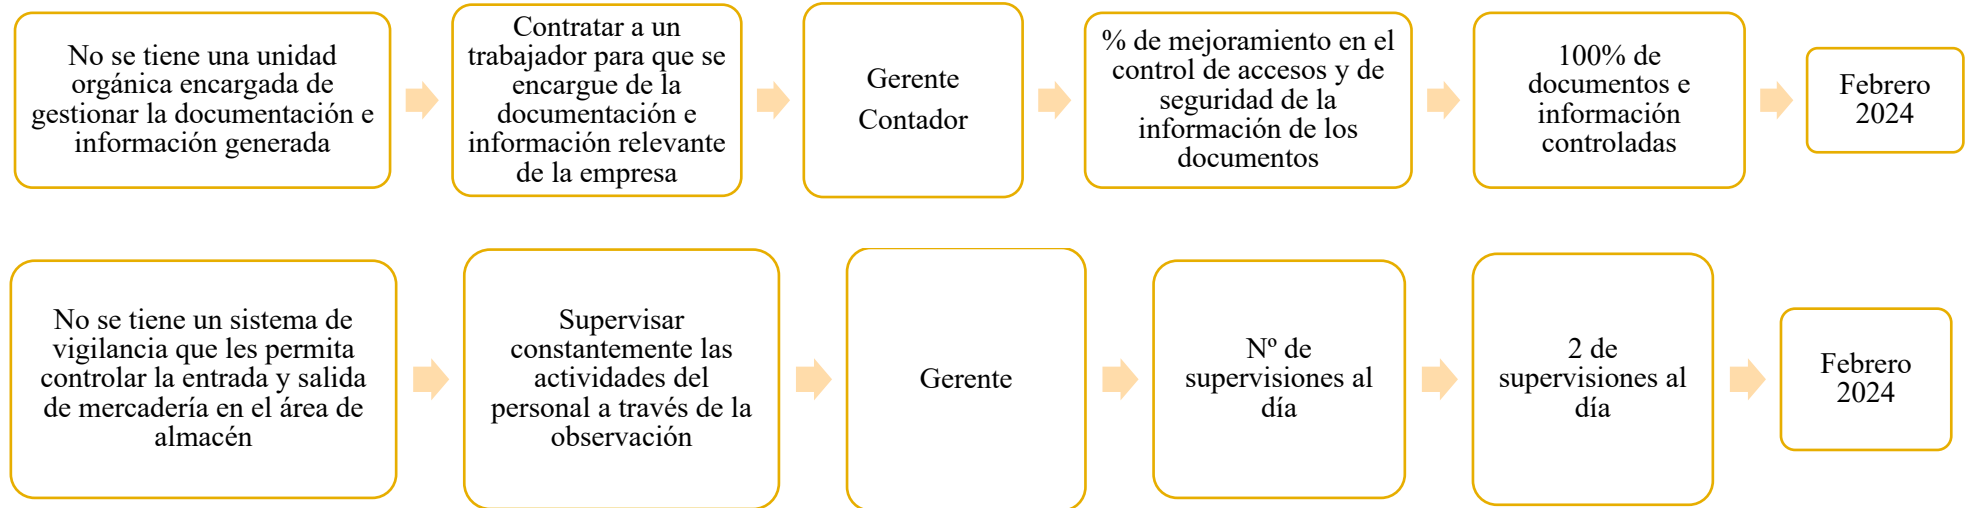 No se tiene una unidad
orgánica encargada de
gestionar la documentación e
información generada
Contratar a un
trabajador para que se
encargue de la
documentación e
información relevante
de la empresa
Gerente
Contador
% de mejoramiento en el
control de accesos y de
seguridad de la
información de los
documentos
100% de
documentos e
información
controladas
Febrero
2024
No se tiene un sistema de
vigilancia que les permita
controlar la entrada y salida
de mercadería en el área de
almacén
Supervisar
constantemente las
actividades del
personal a través de la
observación
Gerente
Nº de
supervisiones al
día
2 de
supervisiones al
día
Febrero
2024